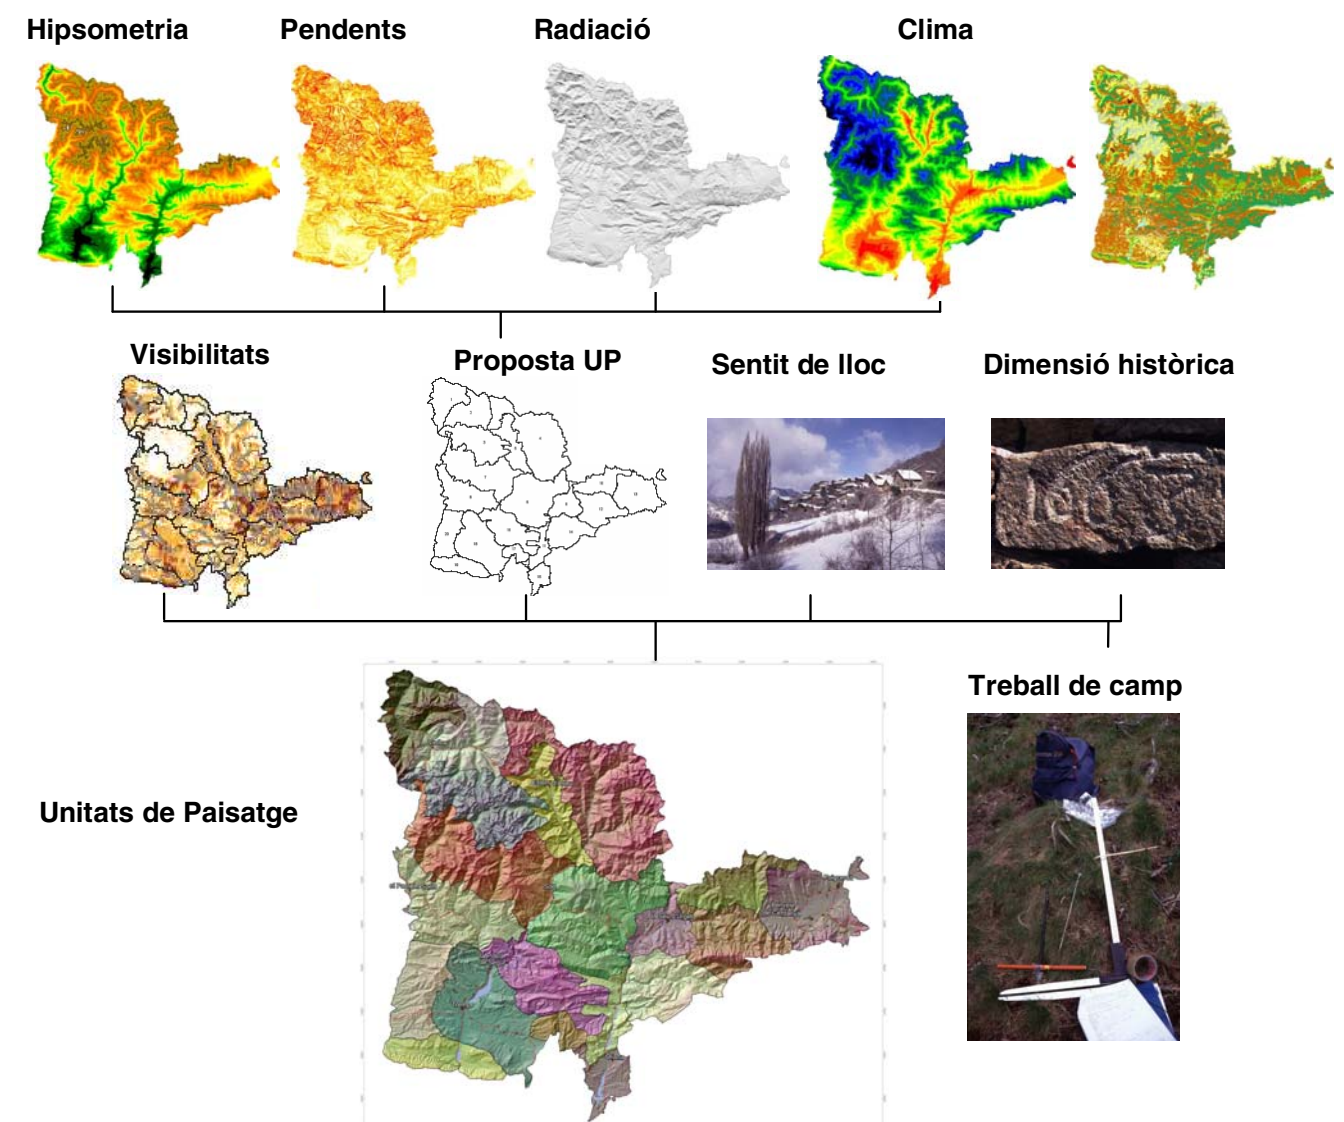 Hipsometria
Pendents
Radiació
Clima
Visibilitats
Proposta UP
Sentit de lloc
Dimensió històrica
Treball de camp
Unitats de Paisatge